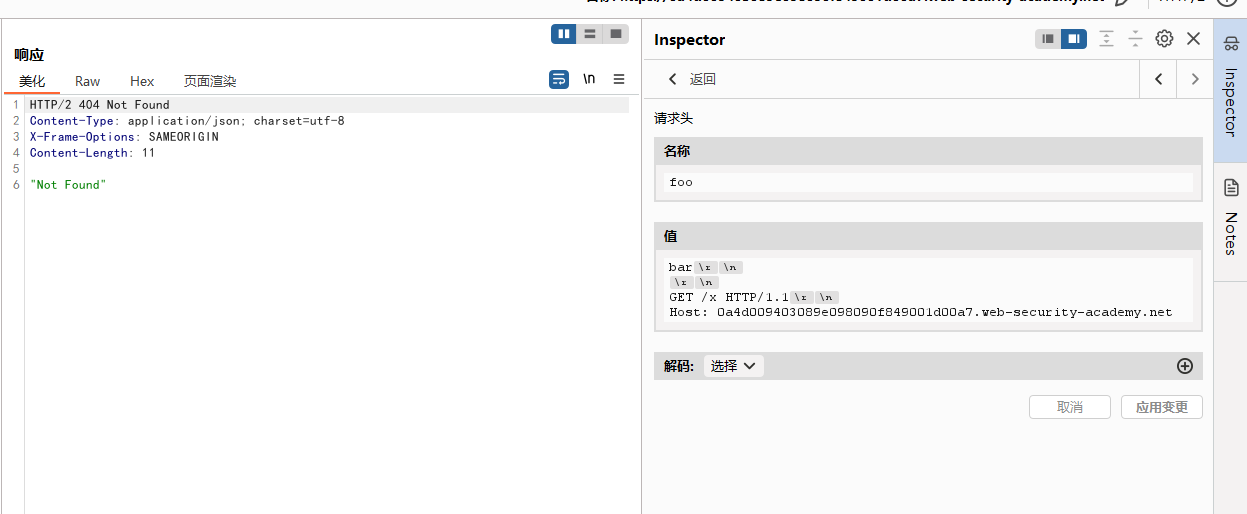 响应
美化 Raw Hex 页面渲染 \n
1 HTTP/2 404 Not Found
2 Content-Type: application/json; charset=utf-8
3 X-Frame-Options: SAMEORIGIN
4 Content-Length: 11
5
6 "Not Found"
Inspector
返回
请求头
名称
foo
值
bar \r \n
\r \n
GET /x HTTP/1.1 \r \n
Host: 0a4d009403089e098090f849001d00a7.web-security-academy.net
解码: 选择
取消 应用变更
Inspector
Notes